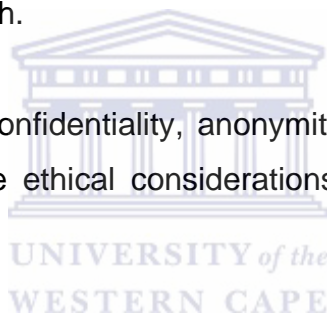 h.
onfidentiality, anonymit
e ethical considerations
UNIVERSITY of the
WESTERN CAPE